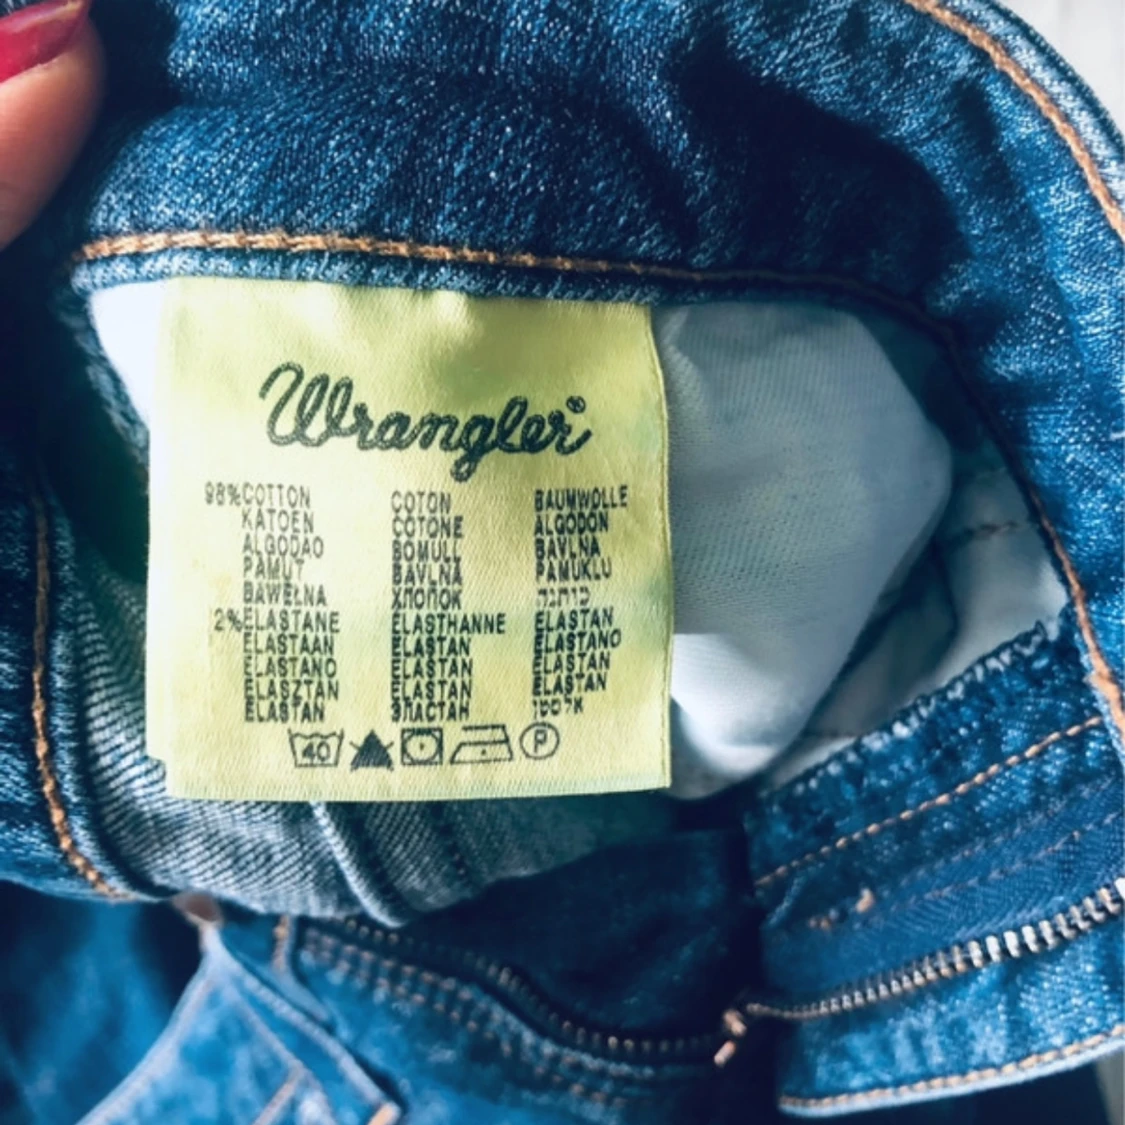 Wrangler®
98% COTTON COTON BAUMWOLLE
KATOEN COTONE ALGODON
ALGODAO BOMULL BAVLNA
PAMUT BAVLNA PAMUKLU
BAWEŁNA ХЛОПОК כותנה
2% ELASTANE ELASTHANNE ELASTAN
ELASTAAN ELASTAN ELASTANO
ELASTANO ELASTAN ELASTAN
ELASZTAN ELASTAN ELASTAN
ELASTAN ЭЛАСТАН
40 P